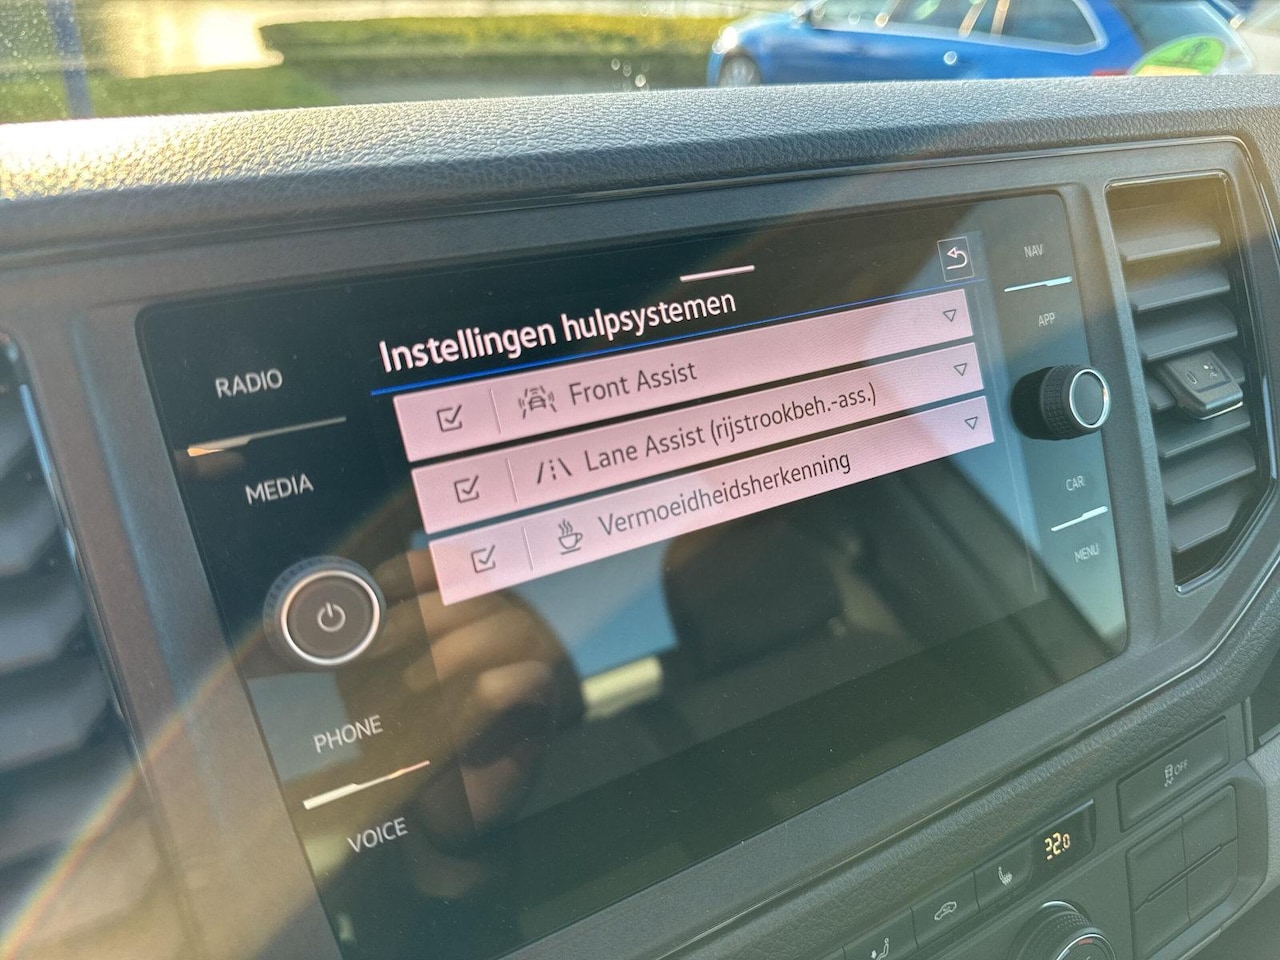 Instellingen hulpsystemen
Front Assist
Lane Assist (rijstrookbeh.-ass.)
Vermoeidheidsherkenning
RADIO
MEDIA
PHONE
VOICE
NAV
APP
CAR
MENU
OFF
22.0